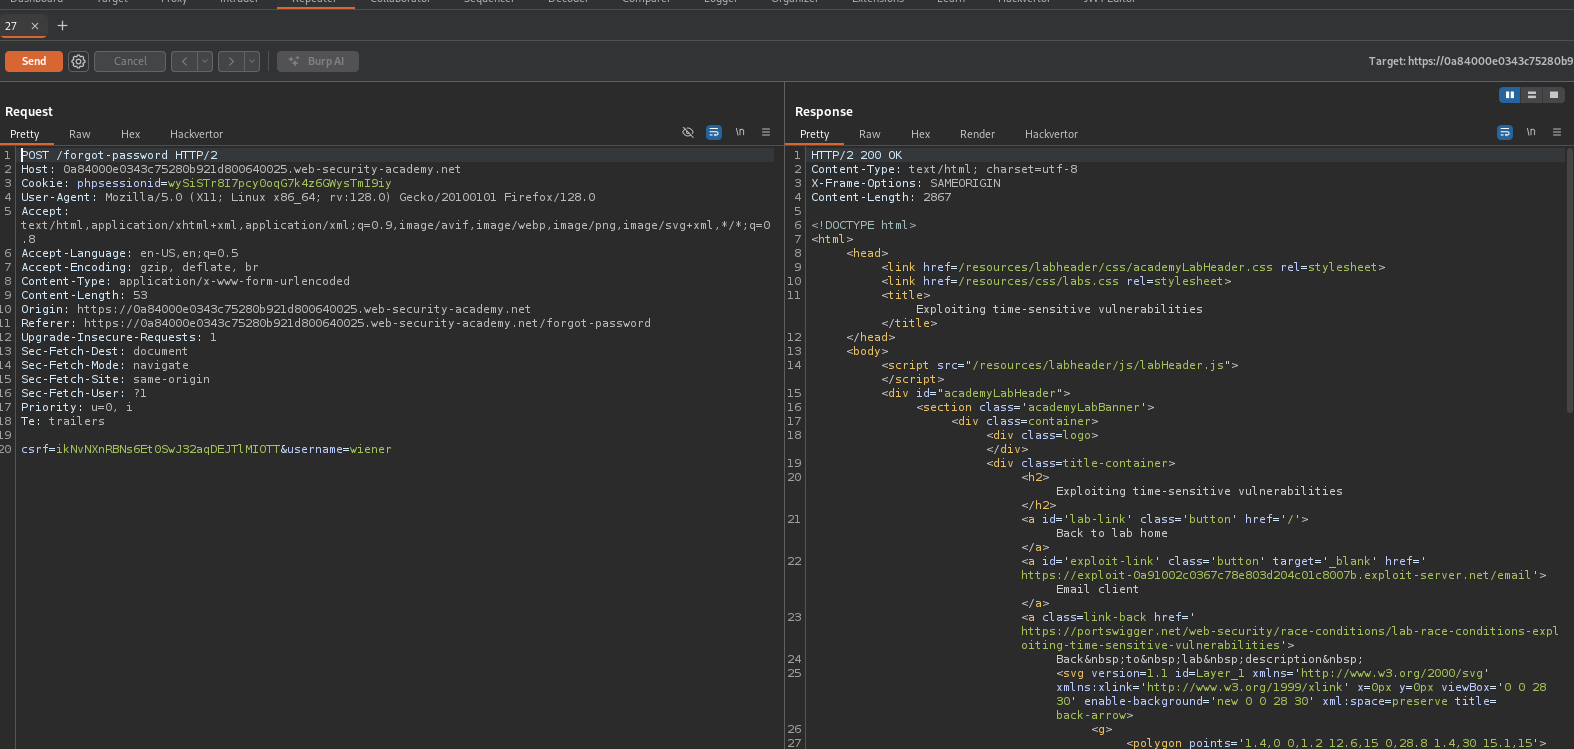 Dashboard Target Proxy Intruder Repeater Collaborator Sequencer Decoder Comparer Logger Organizer Extensions Learn Hackvertor JWT Editor
27 × +
Send Cancel < > Burp AI Target: https://0a84000e0343c75280b9
Request
Pretty Raw Hex Hackvertor \n
1 POST /forgot-password HTTP/2
2 Host: 0a84000e0343c75280b921d800640025.web-security-academy.net
3 Cookie: phpsessionid=wySiSTr8I7pcyOoqG7k4z6GWysTmI9iy
4 User-Agent: Mozilla/5.0 (X11; Linux x86_64; rv:128.0) Gecko/20100101 Firefox/128.0
5 Accept:
text/html,application/xhtml+xml,application/xml;q=0.9,image/avif,image/webp,image/png,image/svg+xml,*/*;q=0
.8
6 Accept-Language: en-US,en;q=0.5
7 Accept-Encoding: gzip, deflate, br
8 Content-Type: application/x-www-form-urlencoded
9 Content-Length: 53
10 Origin: https://0a84000e0343c75280b921d800640025.web-security-academy.net
11 Referer: https://0a84000e0343c75280b921d800640025.web-security-academy.net/forgot-password
12 Upgrade-Insecure-Requests: 1
13 Sec-Fetch-Dest: document
14 Sec-Fetch-Mode: navigate
15 Sec-Fetch-Site: same-origin
16 Sec-Fetch-User: ?1
17 Priority: u=0, i
18 Te: trailers
19
20 csrf=ikNvNXnRBNs6Et0SwJ32aqDEJTlMIOTT&username=wiener
Response
Pretty Raw Hex Render Hackvertor \n
1 HTTP/2 200 OK
2 Content-Type: text/html; charset=utf-8
3 X-Frame-Options: SAMEORIGIN
4 Content-Length: 2867
5
6 <!DOCTYPE html>
7 <html>
8 <head>
9 <link href=/resources/labheader/css/academyLabHeader.css rel=stylesheet>
10 <link href=/resources/css/labs.css rel=stylesheet>
11 <title>
Exploiting time-sensitive vulnerabilities
</title>
12 </head>
13 <body>
14 <script src="/resources/labheader/js/labHeader.js">
</script>
15 <div id="academyLabHeader">
16 <section class='academyLabBanner'>
17 <div class=container>
18 <div class=logo>
</div>
19 <div class=title-container>
20 <h2>
Exploiting time-sensitive vulnerabilities
</h2>
21 <a id='lab-link' class='button' href='/'>
Back to lab home
</a>
22 <a id='exploit-link' class='button' target='_blank' href='
https://exploit-0a91002c0367c78e803d204c01c8007b.exploit-server.net/email'>
Email client
</a>
23 <a class=link-back href='
https://portswigger.net/web-security/race-conditions/lab-race-conditions-expl
oiting-time-sensitive-vulnerabilities'>
24 Back&nbsp;to&nbsp;lab&nbsp;description&nbsp;
25 <svg version=1.1 id=Layer_1 xmlns='http://www.w3.org/2000/svg'
xmlns:xlink='http://www.w3.org/1999/xlink' x=0px y=0px viewBox='0 0 28
30' enable-background='new 0 0 28 30' xml:space=preserve title=
back-arrow>
26 <g>
27 <polygon points='1.4,0 0,1.2 12.6,15 0,28.8 1.4,30 15.1,15'>